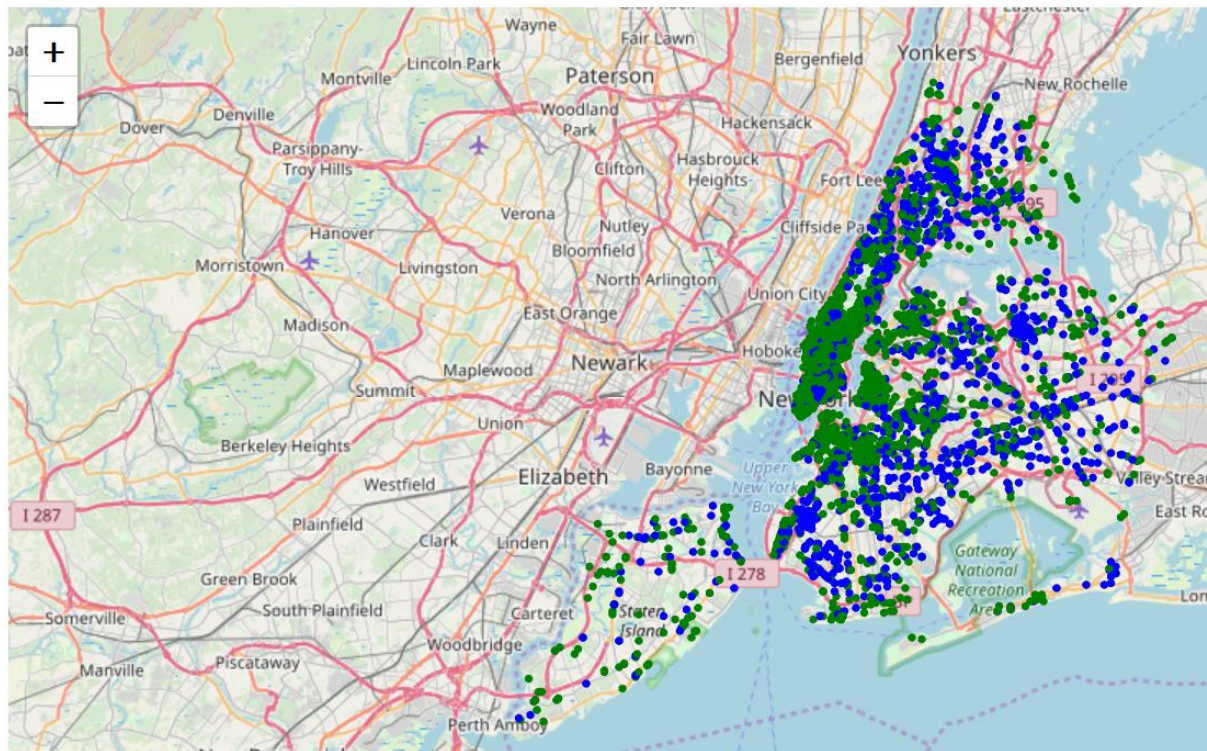 Eastchester
Wayne
Fair Lawn
Yonkers
+
Lincoln Park
Bergenfield
Montville
Paterson
New Rochelle
−
Denville
Woodland
Park
Dover
Hackensack
Parsippany-
Troy Hills
Clifton
Hasbrouck
Heights
Fort Lee
Verona
Nutley
Cliffside
Hanover
Bloomfield
Morristown
Livingston
North Arlington
Union City
East Orange
Madison
Newark
Hoboke
Maplewood
Summit
Union
Berkeley Heights
Elizabeth
Bayonne
Upper
New York
Bay
Valley Stream
Westfield
I 287
Plainfield
Clark
Linden
East Ro
Green Brook
Gateway
National
Recreation
Area
I 278
South Plainfield
Carteret
Staten
Island
Somerville
Woodbridge
Piscataway
Manville
Perth Amboy